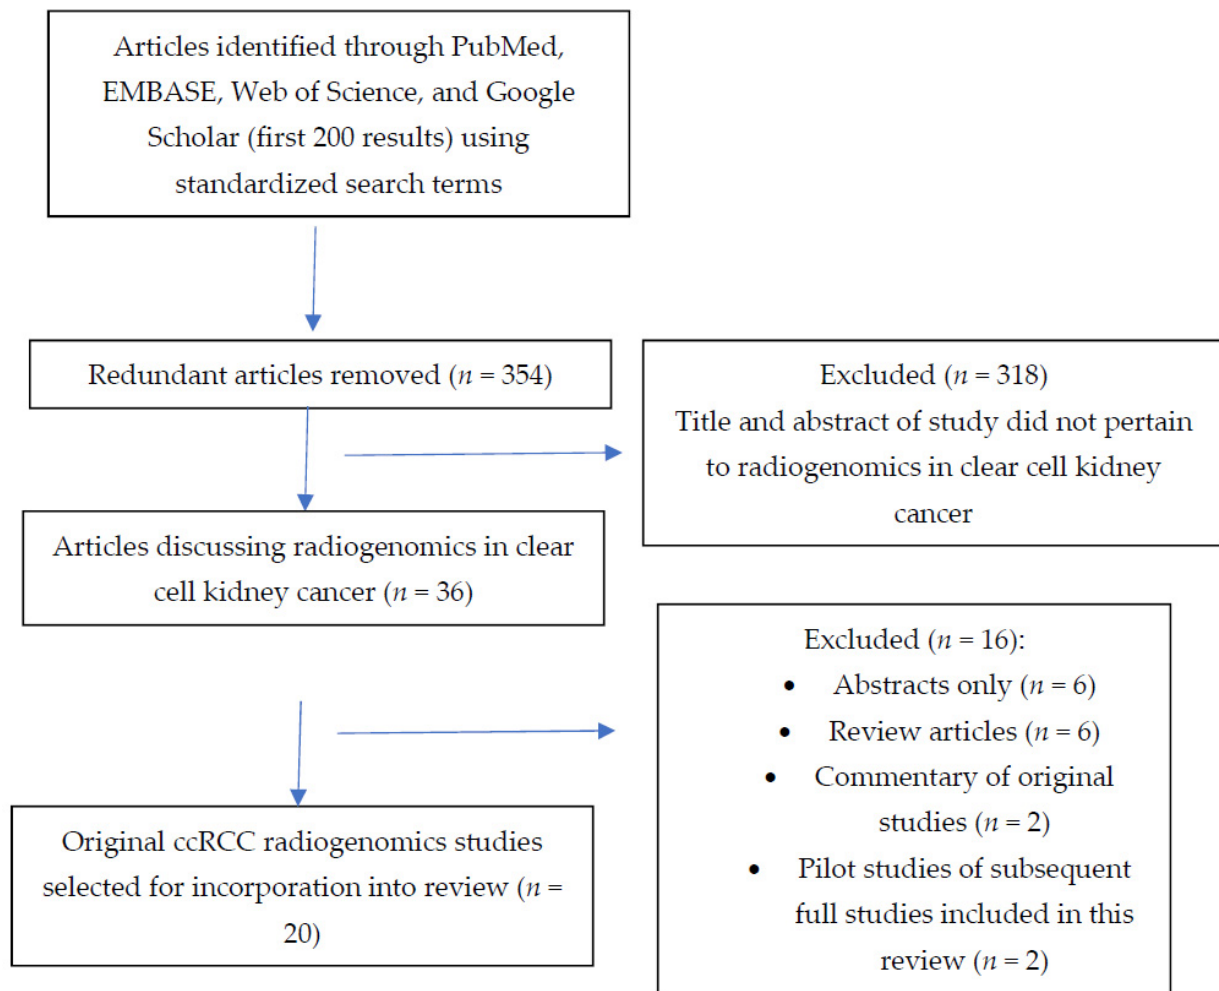 Articles identified through PubMed,
EMBASE, Web of Science, and Google
Scholar (first 200 results) using
standardized search terms
Redundant articles removed (n = 354)
Excluded (n = 318)
Title and abstract of study did not pertain
to radiogenomics in clear cell kidney
cancer
Articles discussing radiogenomics in clear
cell kidney cancer (n = 36)
Excluded (n = 16):
• Abstracts only (n = 6)
• Review articles (n = 6)
• Commentary of original
studies (n = 2)
• Pilot studies of subsequent
full studies included in this
review (n = 2)
Original ccRCC radiogenomics studies
selected for incorporation into review (n =
20)